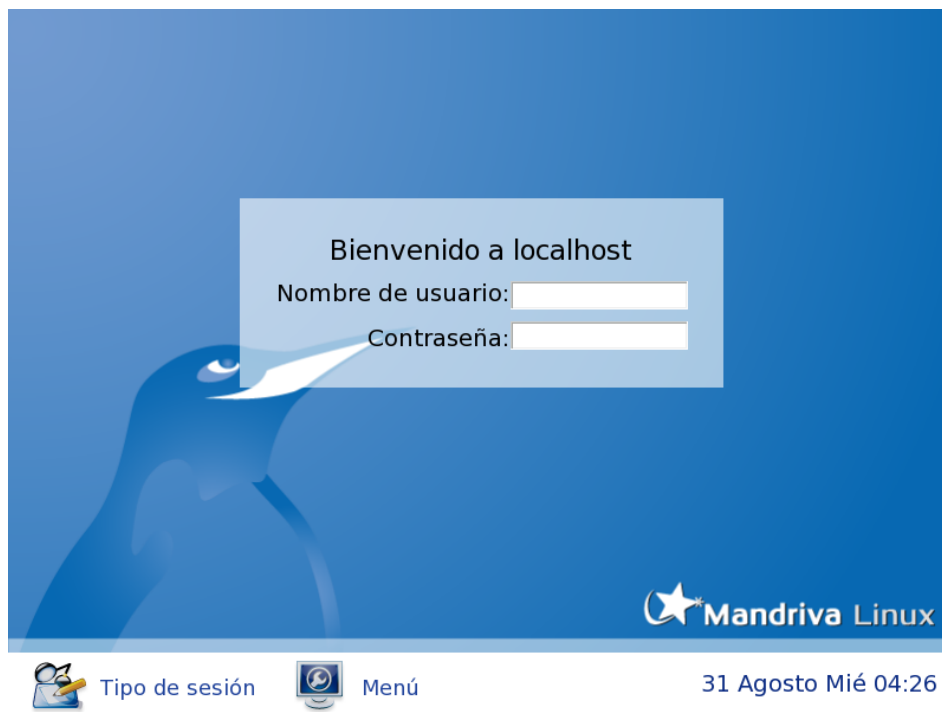 Bienvenido a localhost
Nombre de usuario:
Contraseña:
Mandriva Linux
Tipo de sesión
Menú
31 Agosto Mié 04:26